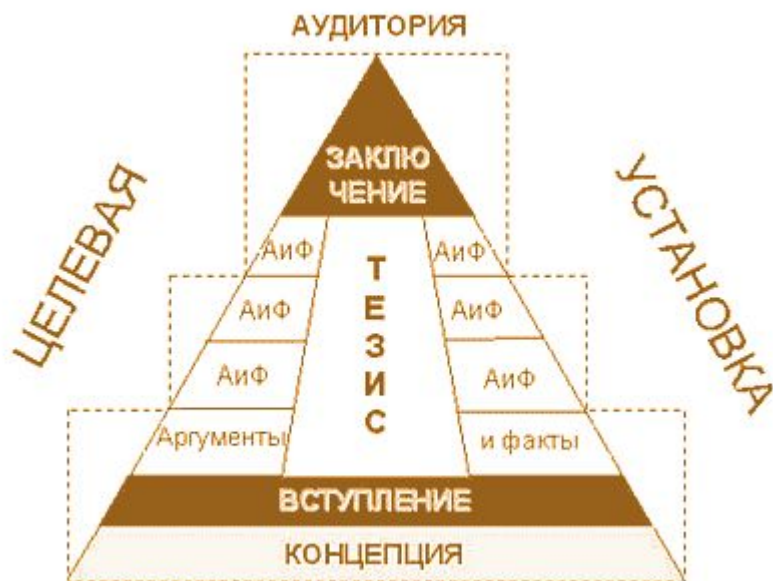 АУДИТОРИЯ
ЦЕЛЕВАЯ
УСТАНОВКА
ЗАКЛЮ
ЧЕНИЕ
АиФ
АиФ
АиФ
АиФ
АиФ
АиФ
Т
Е
З
И
С
Аргументы
и факты
ВСТУПЛЕНИЕ
КОНЦЕПЦИЯ